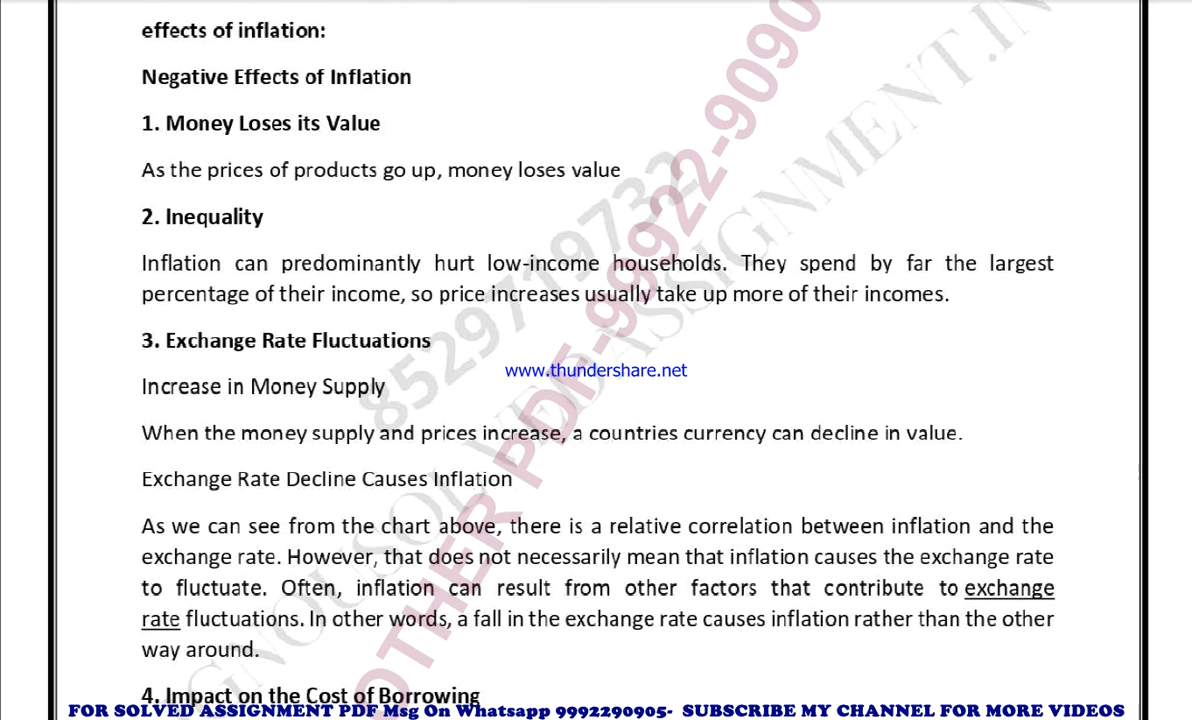 effects of inflation:
Negative Effects of Inflation
1. Money Loses its Value
As the prices of products go up, money loses value
2. Inequality
Inflation can predominantly hurt low-income households. They spend by far the largest
percentage of their income, so price increases usually take up more of their incomes.
3. Exchange Rate Fluctuations
www.thundershare.net
Increase in Money Supply
When the money supply and prices increase, a countries currency can decline in value.
Exchange Rate Decline Causes Inflation
As we can see from the chart above, there is a relative correlation between inflation and the
exchange rate. However, that does not necessarily mean that inflation causes the exchange rate
to fluctuate. Often, inflation can result from other factors that contribute to exchange
rate fluctuations. In other words, a fall in the exchange rate causes inflation rather than the other
way around.
4. Impact on the Cost of Borrowing
FOR SOLVED ASSIGNMENT PDF Msg On Whatsapp 9992290905- SUBSCRIBE MY CHANNEL FOR MORE VIDEOS
8529719732
OTHER PDF-99922-9090